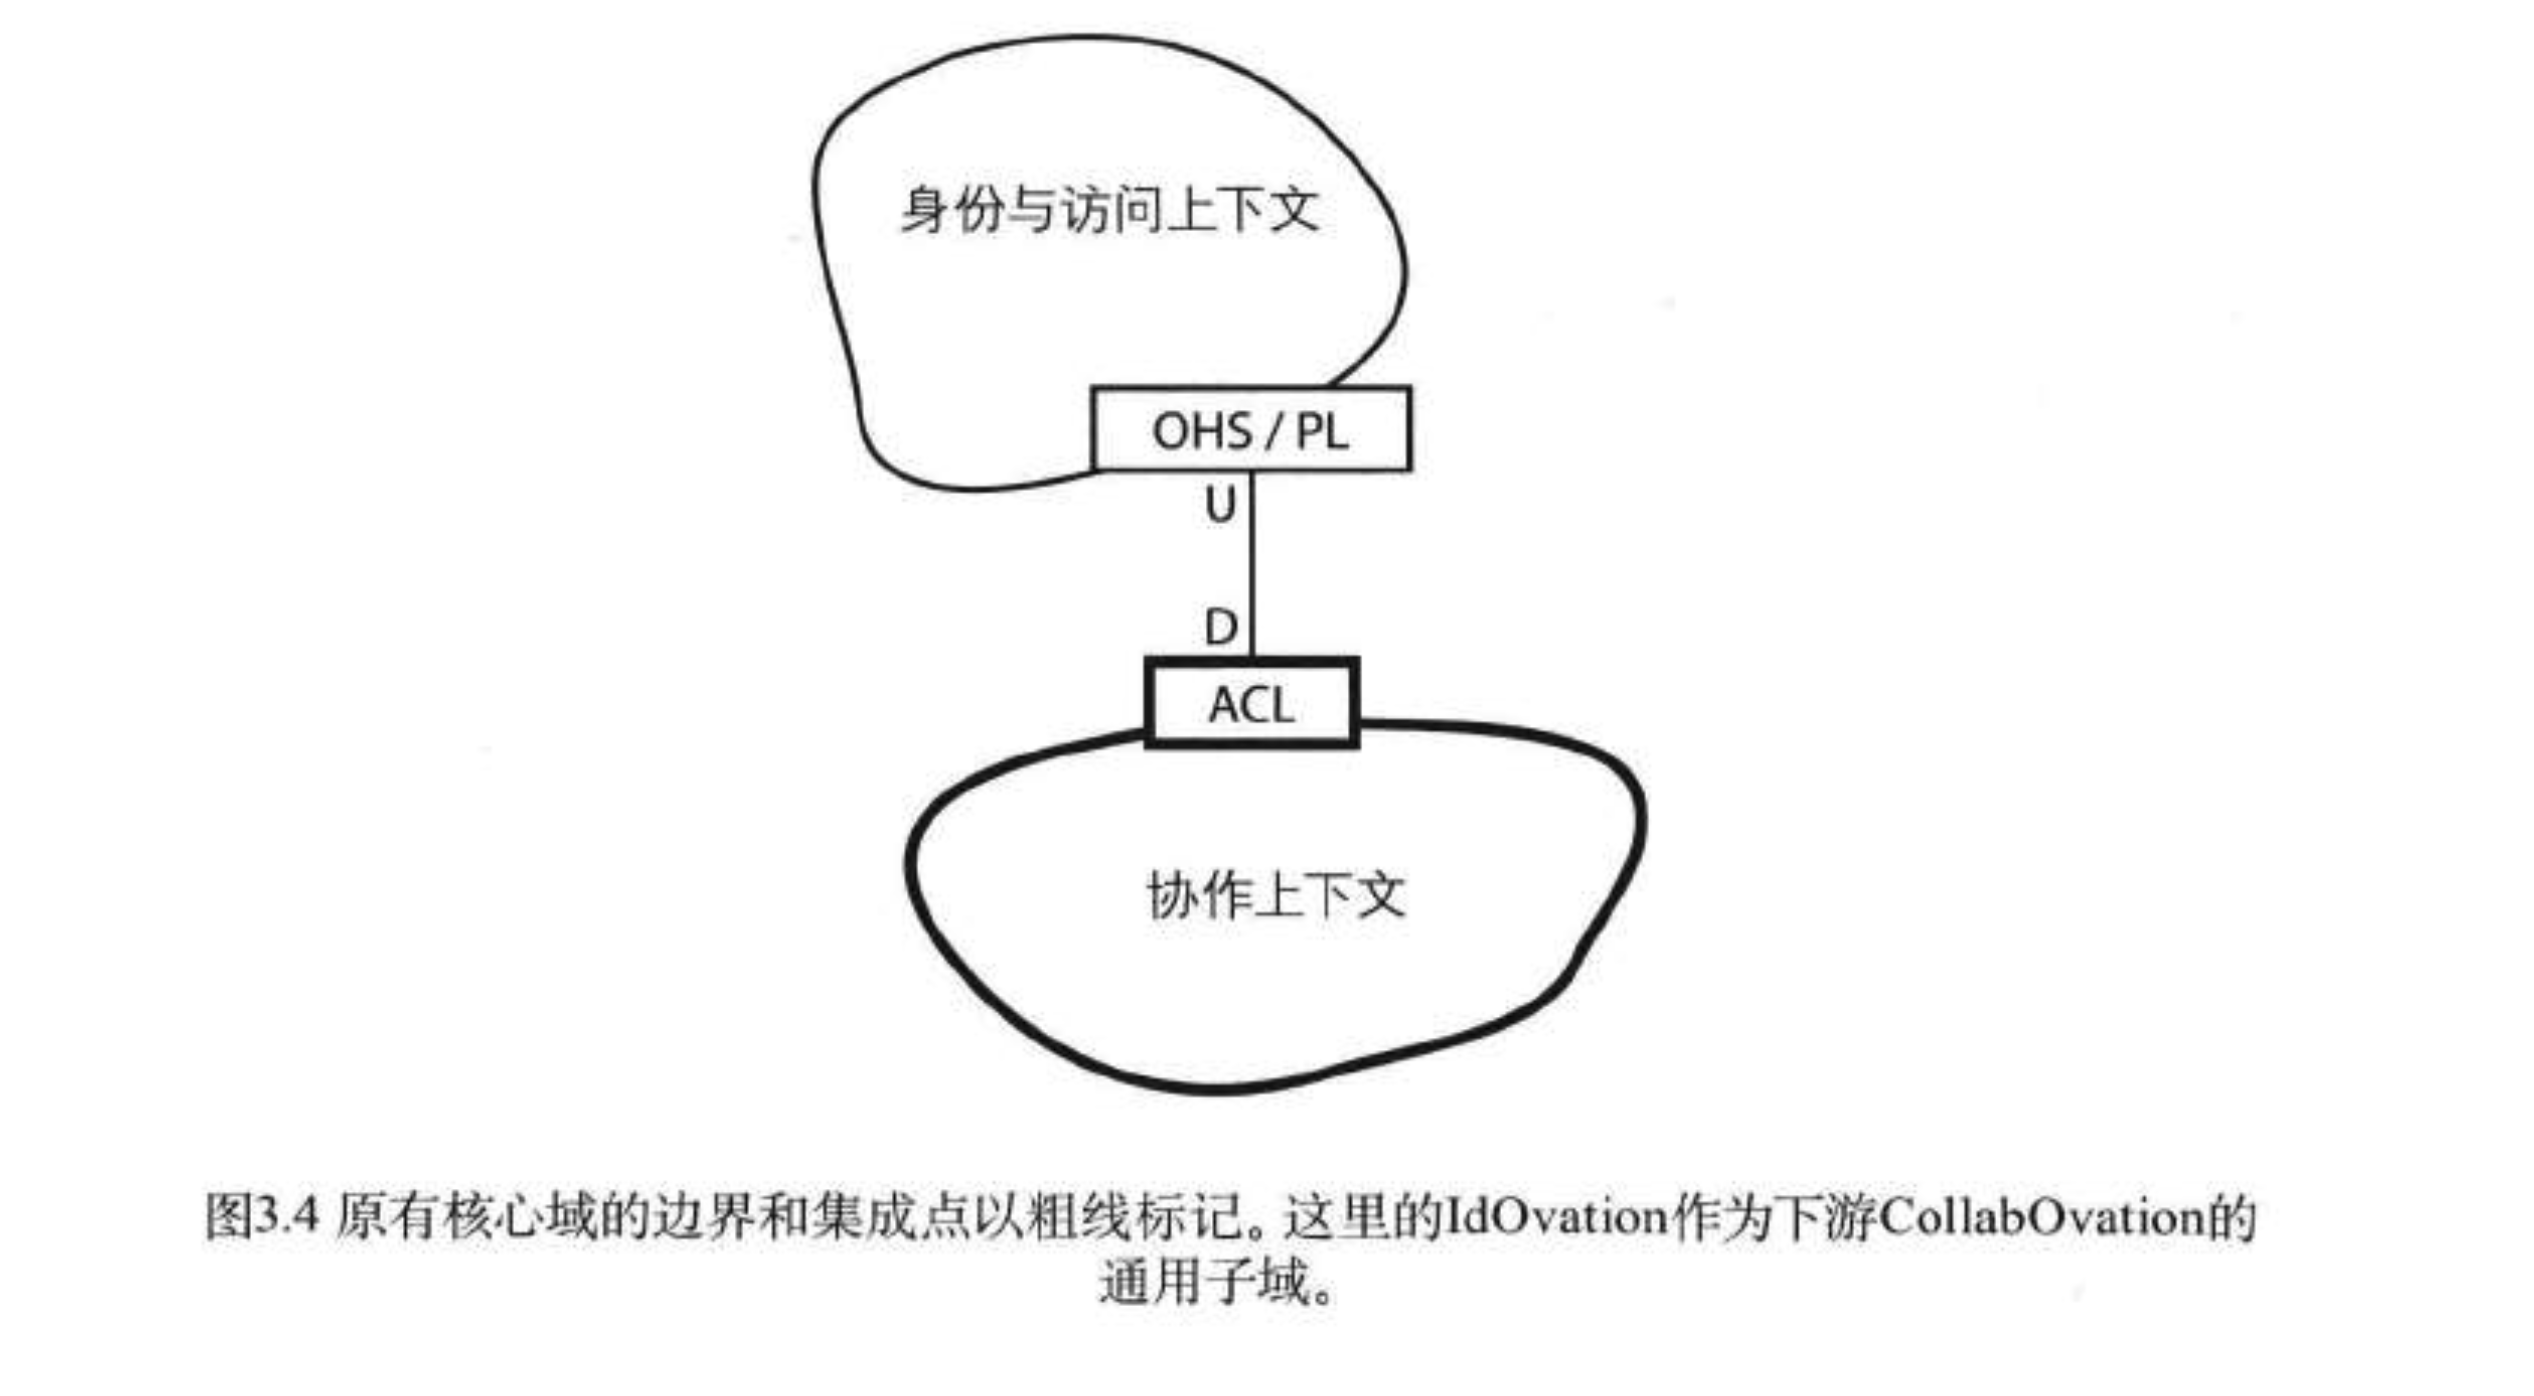 身份与访问上下文
OHS / PL
U
D
ACL
协作上下文
图3.4 原有核心域的边界和集成点以粗线标记。这里的IdOvation作为下游CollabOvation的
通用子域。